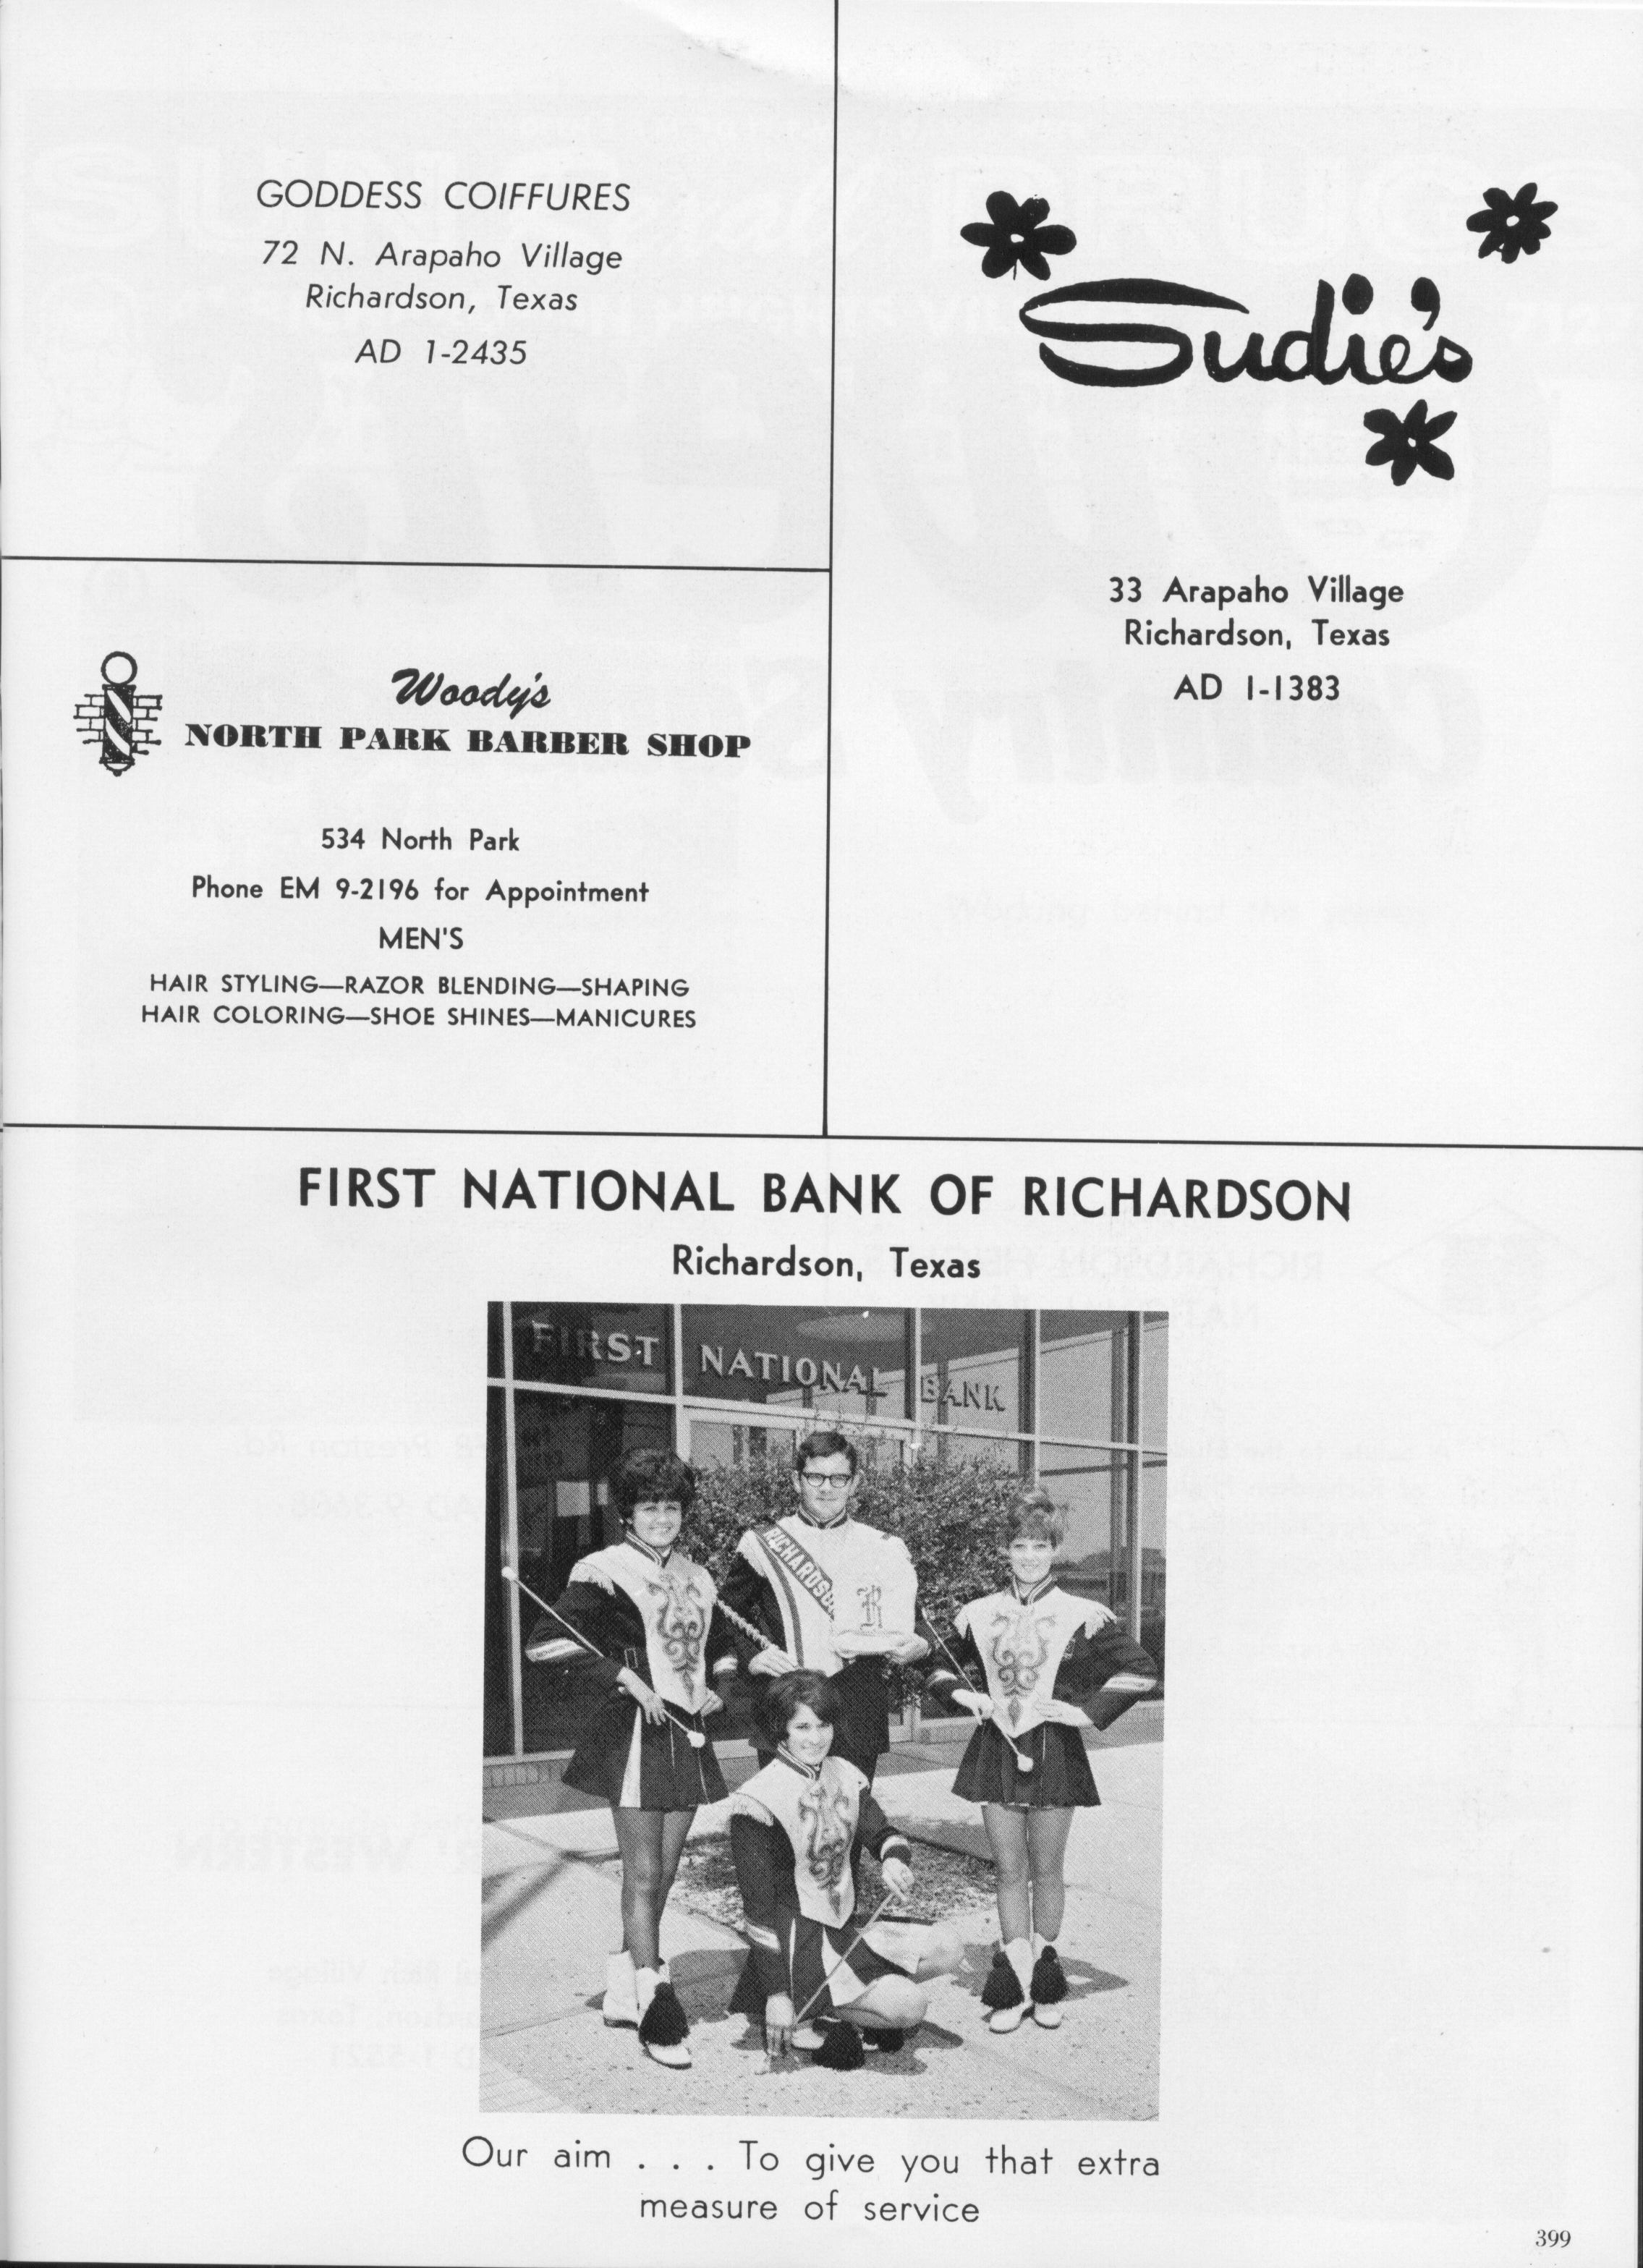 GODDESS COIFFURES
72 N. Arapaho Village
Richardson, Texas
AD 1-2435
Sudie's
33 Arapaho Village
Richardson, Texas
AD 1-1383
Woody's
NORTH PARK BARBER SHOP
534 North Park
Phone EM 9-2196 for Appointment
MEN'S
HAIR STYLING—RAZOR BLENDING—SHAPING
HAIR COLORING—SHOE SHINES—MANICURES
FIRST NATIONAL BANK OF RICHARDSON
Richardson, Texas
FIRST NATIONAL BANK
RICHARDSON
R
Our aim . . . To give you that extra
measure of service
399